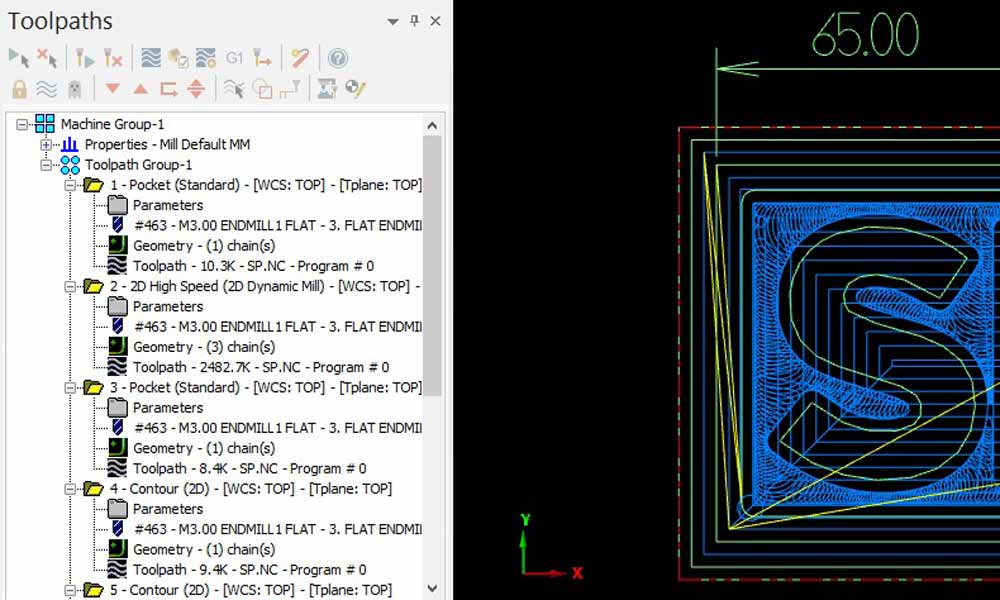 Toolpaths
G1
Machine Group-1
Properties - Mill Default MM
Toolpath Group-1
1 - Pocket (Standard) - [WCS: TOP] - [Tplane: TOP]
Parameters
#463 - M3.00 ENDMILL1 FLAT - 3. FLAT ENDMI
Geometry - (1) chain(s)
Toolpath - 10.3K - SP.NC - Program # 0
2 - 2D High Speed (2D Dynamic Mill) - [WCS: TOP] -
Parameters
#463 - M3.00 ENDMILL1 FLAT - 3. FLAT ENDMI
Geometry - (3) chain(s)
Toolpath - 2482.7K - SP.NC - Program # 0
3 - Pocket (Standard) - [WCS: TOP] - [Tplane: TOP]
Parameters
#463 - M3.00 ENDMILL1 FLAT - 3. FLAT ENDMI
Geometry - (1) chain(s)
Toolpath - 8.4K - SP.NC - Program # 0
4 - Contour (2D) - [WCS: TOP] - [Tplane: TOP]
Parameters
#463 - M3.00 ENDMILL1 FLAT - 3. FLAT ENDMI
Geometry - (1) chain(s)
Toolpath - 9.4K - SP.NC - Program # 0
5 - Contour (2D) - [WCS: TOP] - [Tplane: TOP]
65.00
S
Y
X